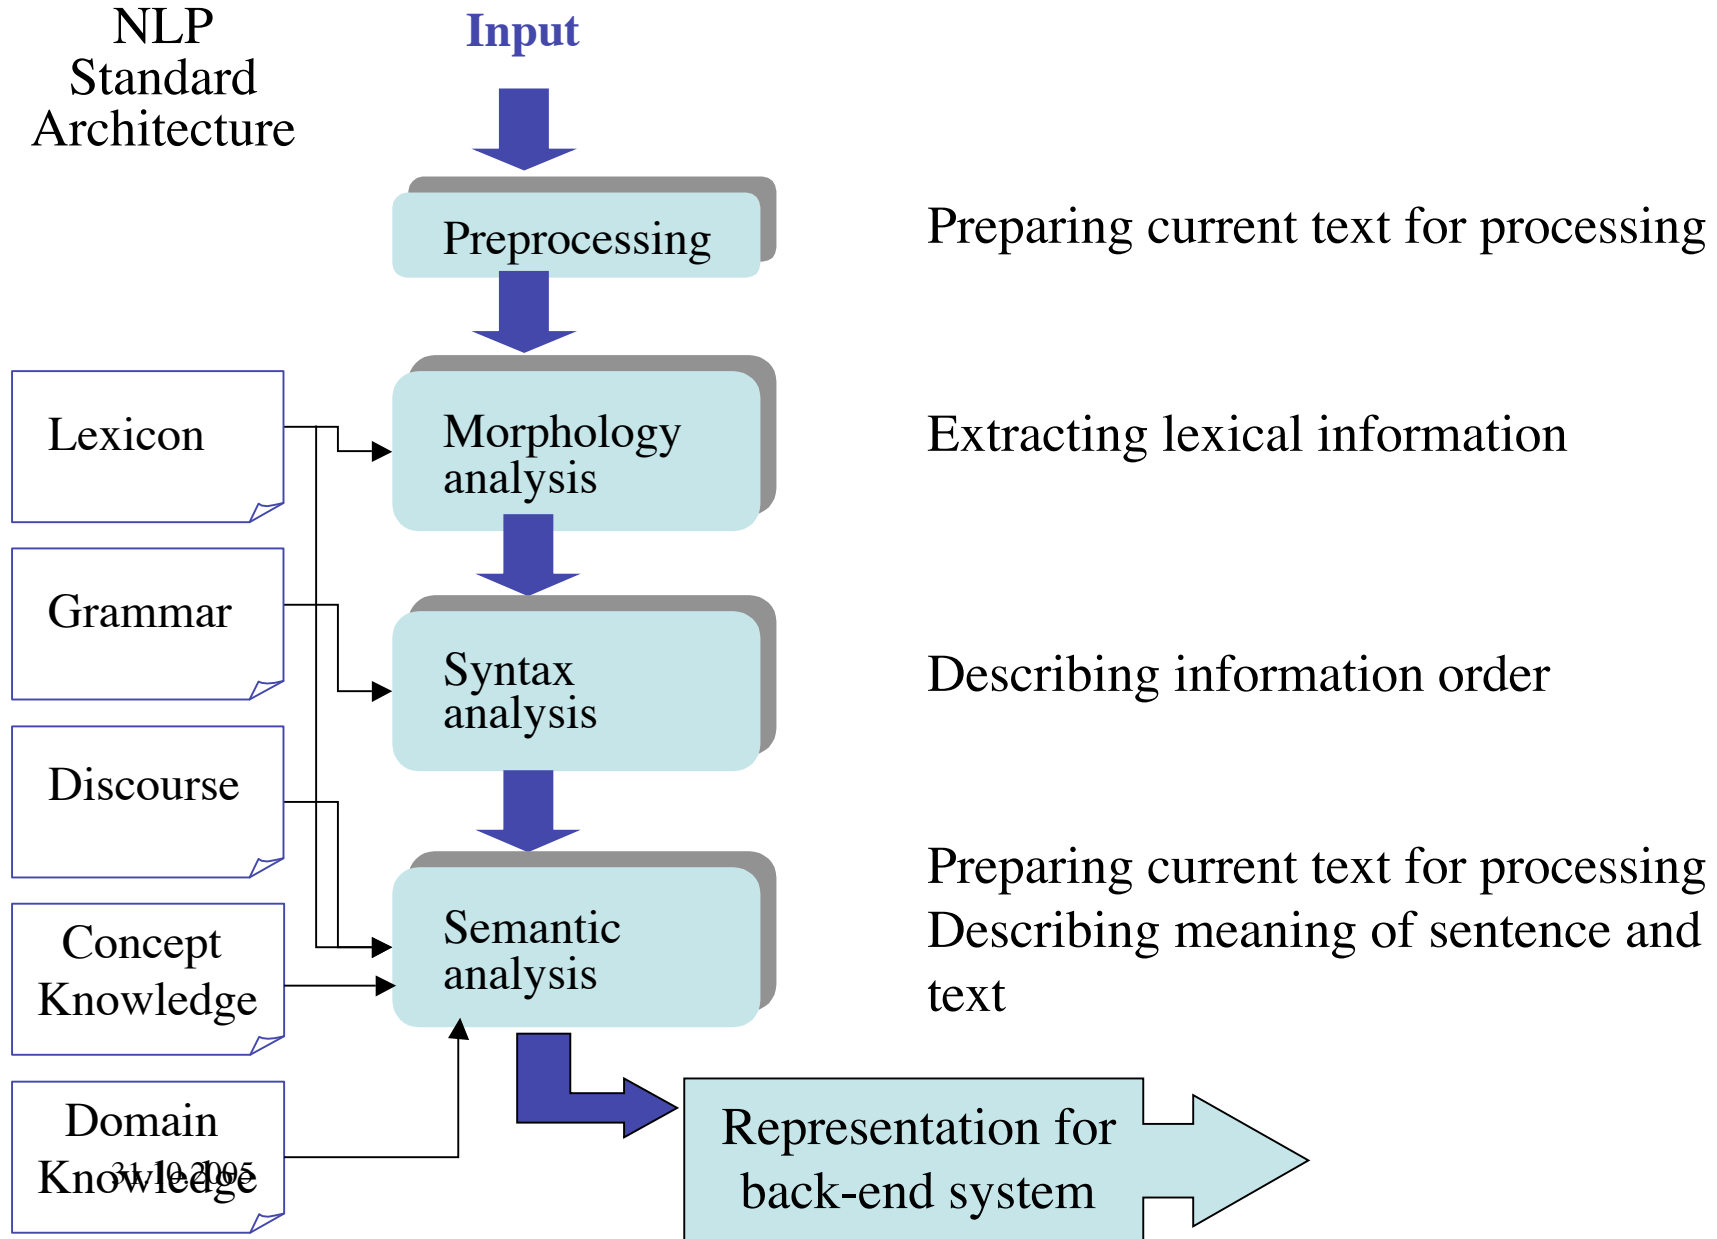 NLP
Standard
Architecture
Input
Preprocessing
Preparing current text for processing
Lexicon
Morphology
analysis
Extracting lexical information
Grammar
Syntax
analysis
Describing information order
Discourse
Semantic
analysis
Preparing current text for processing
Describing meaning of sentence and
text
Concept
Knowledge
Domain
Knowledge
31.10.2005
Representation for
back-end system